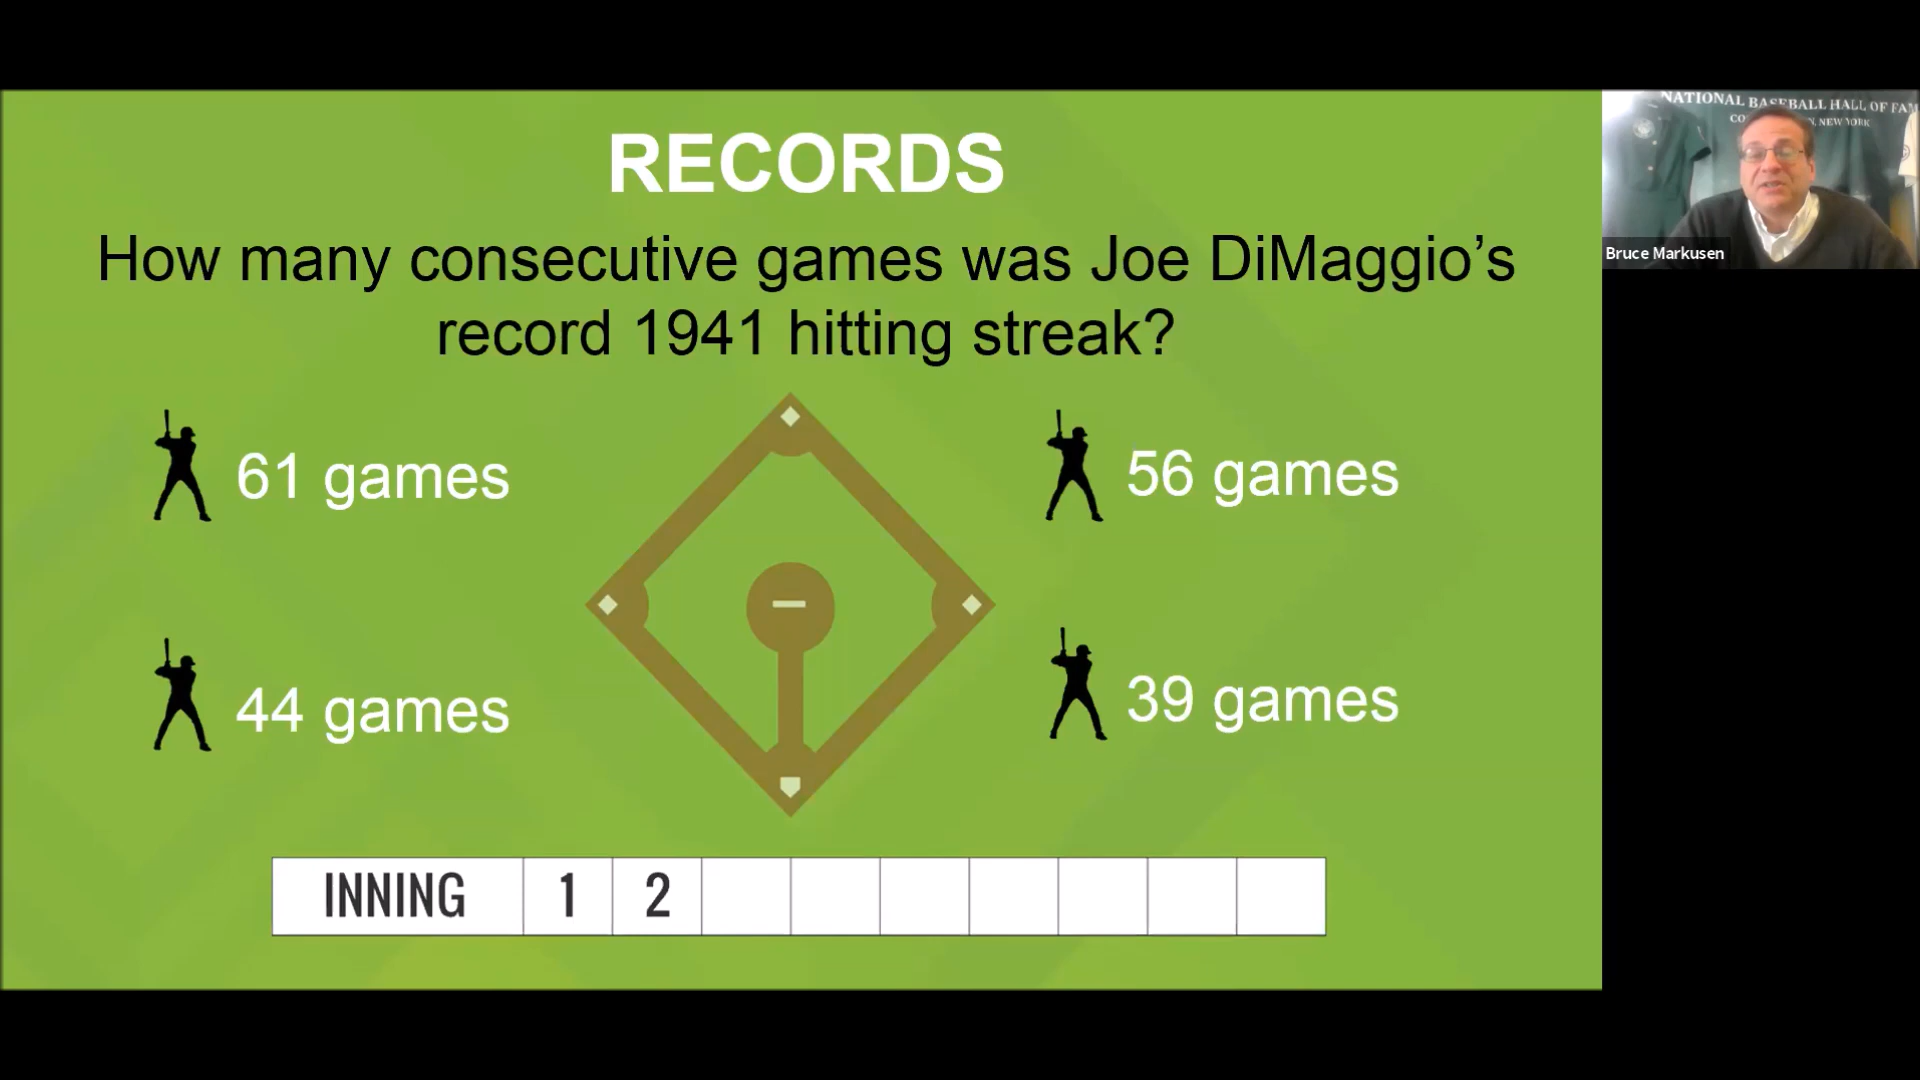 RECORDS
How many consecutive games was Joe DiMaggio’s
record 1941 hitting streak?
61 games
56 games
44 games
39 games
INNING 1 2
NATIONAL BASEBALL HALL OF FAM
NEW YORK
Bruce Markusen